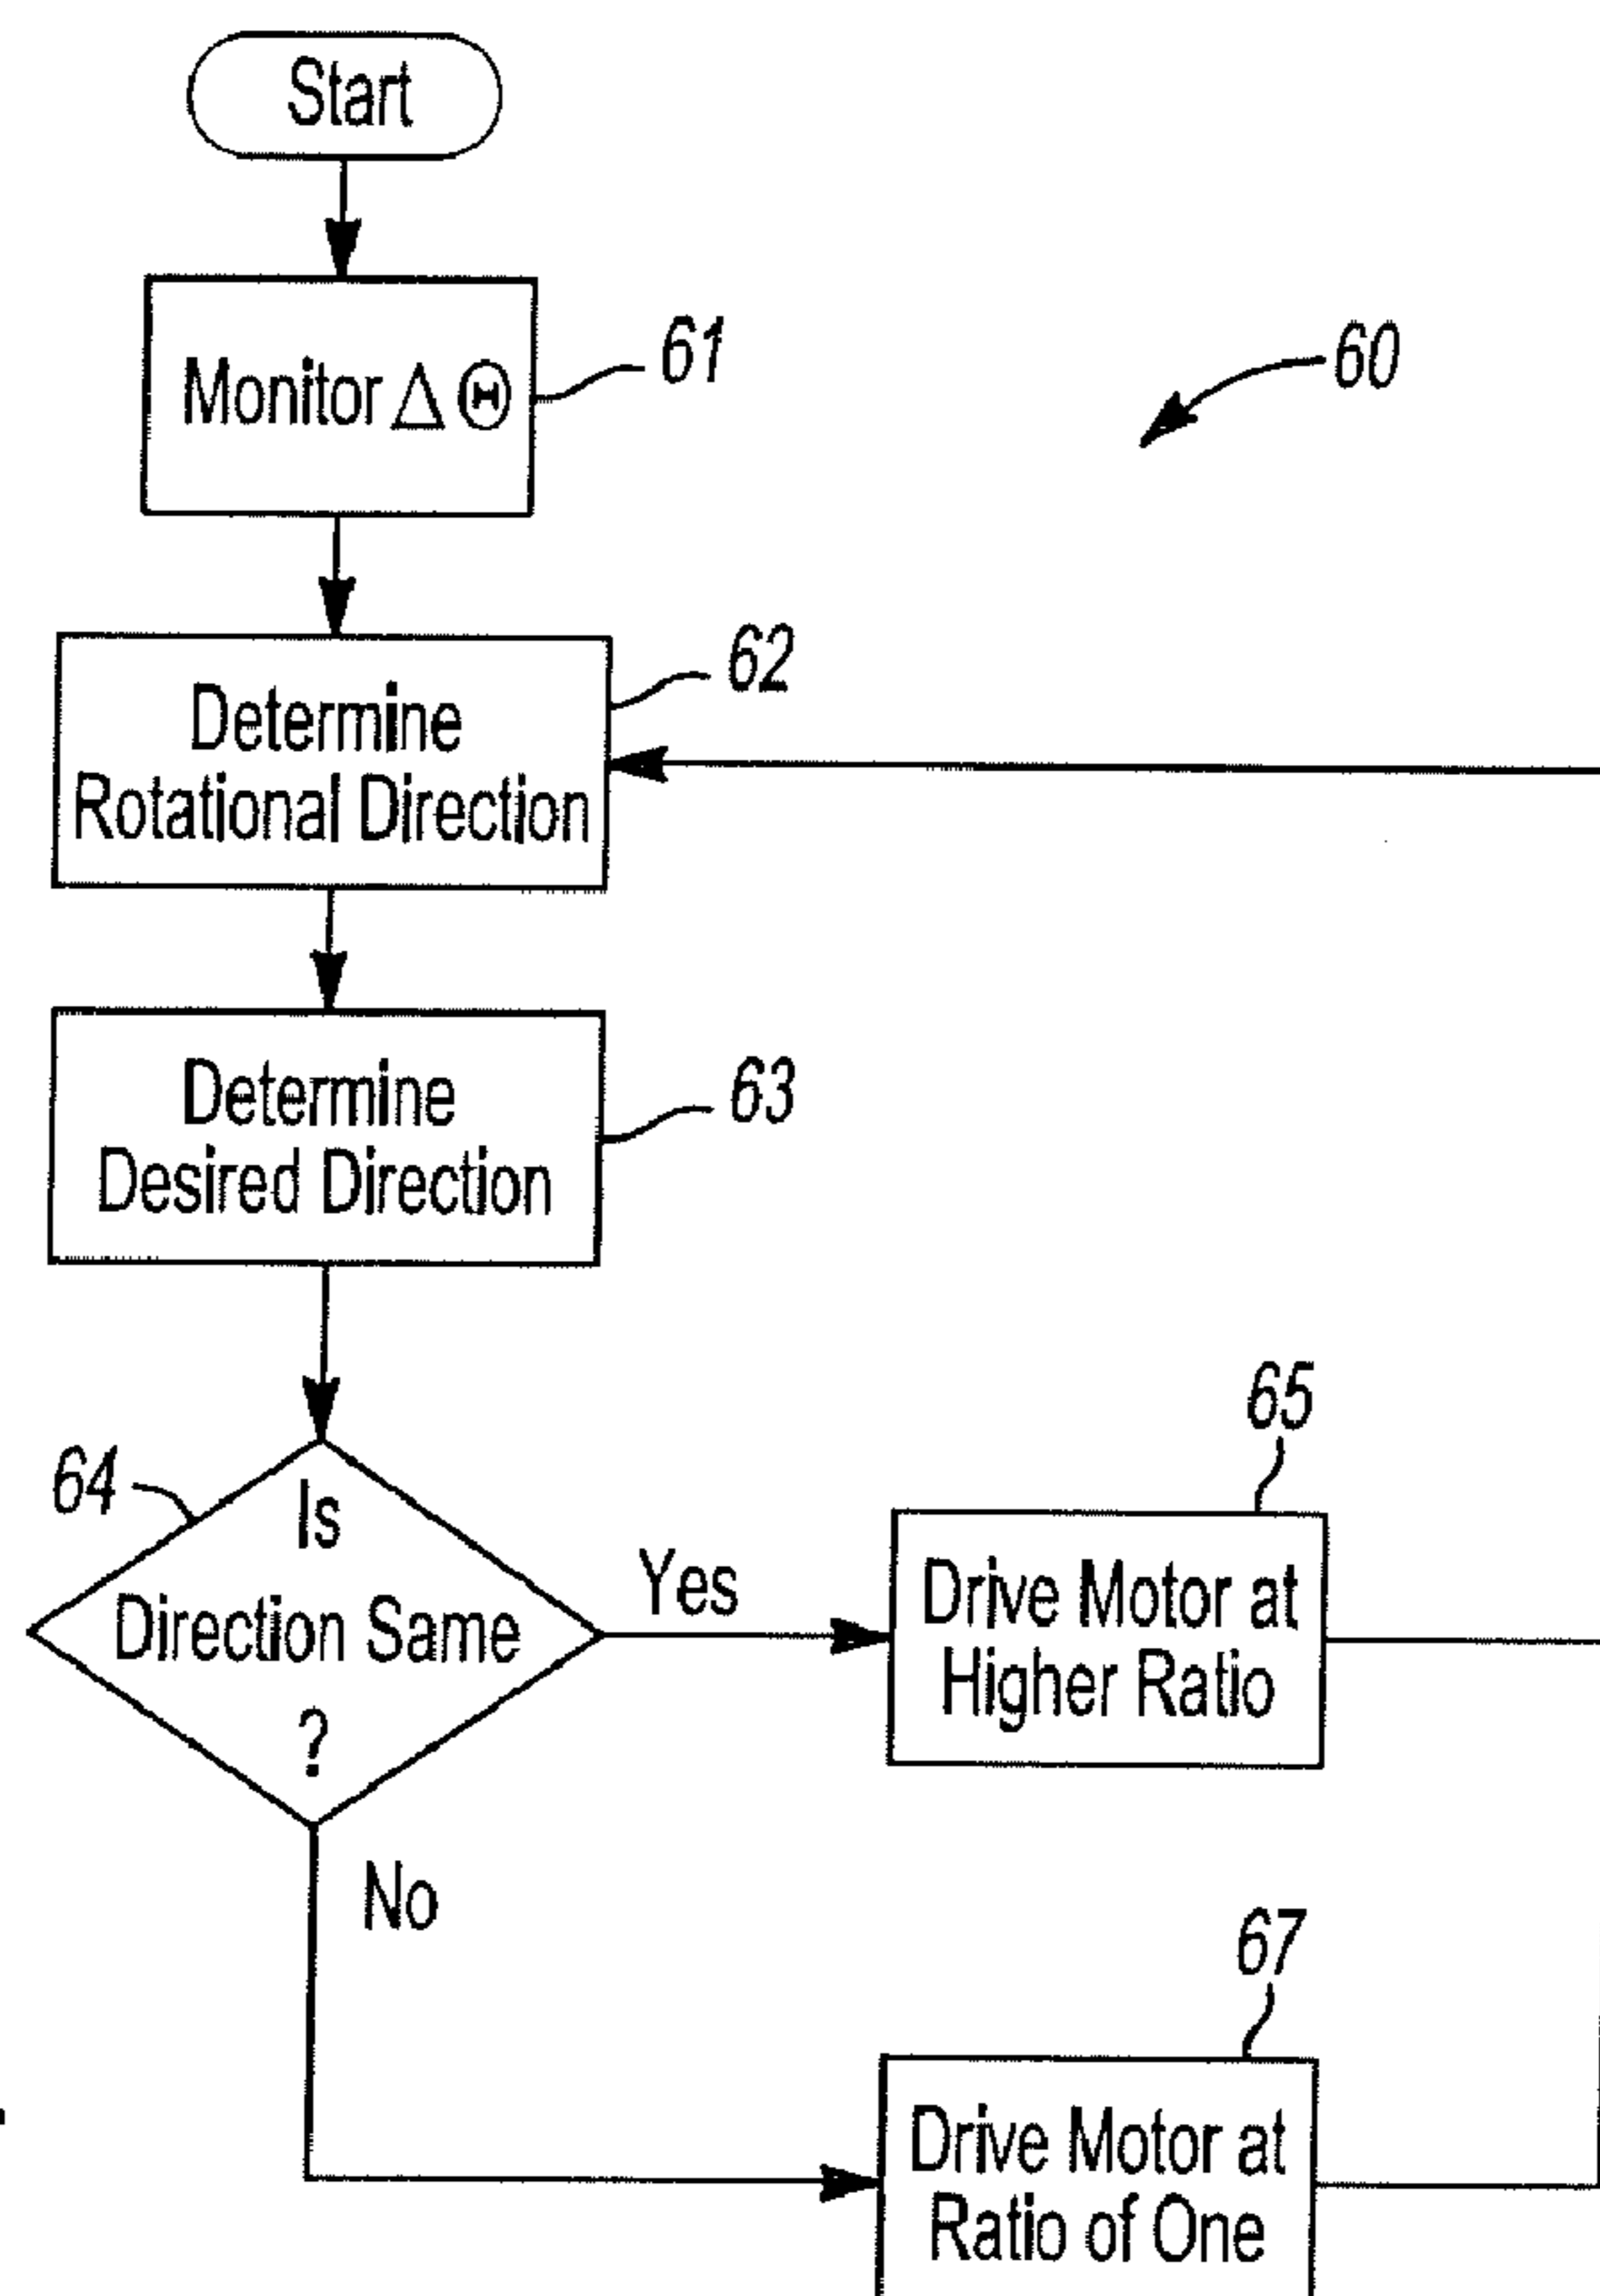 Start
Monitor ΔΘ
61
60
Determine
Rotational Direction
62
Determine
Desired Direction
63
64
Is
Direction Same
?
Yes
No
65
Drive Motor at
Higher Ratio
67
Drive Motor at
Ratio of One